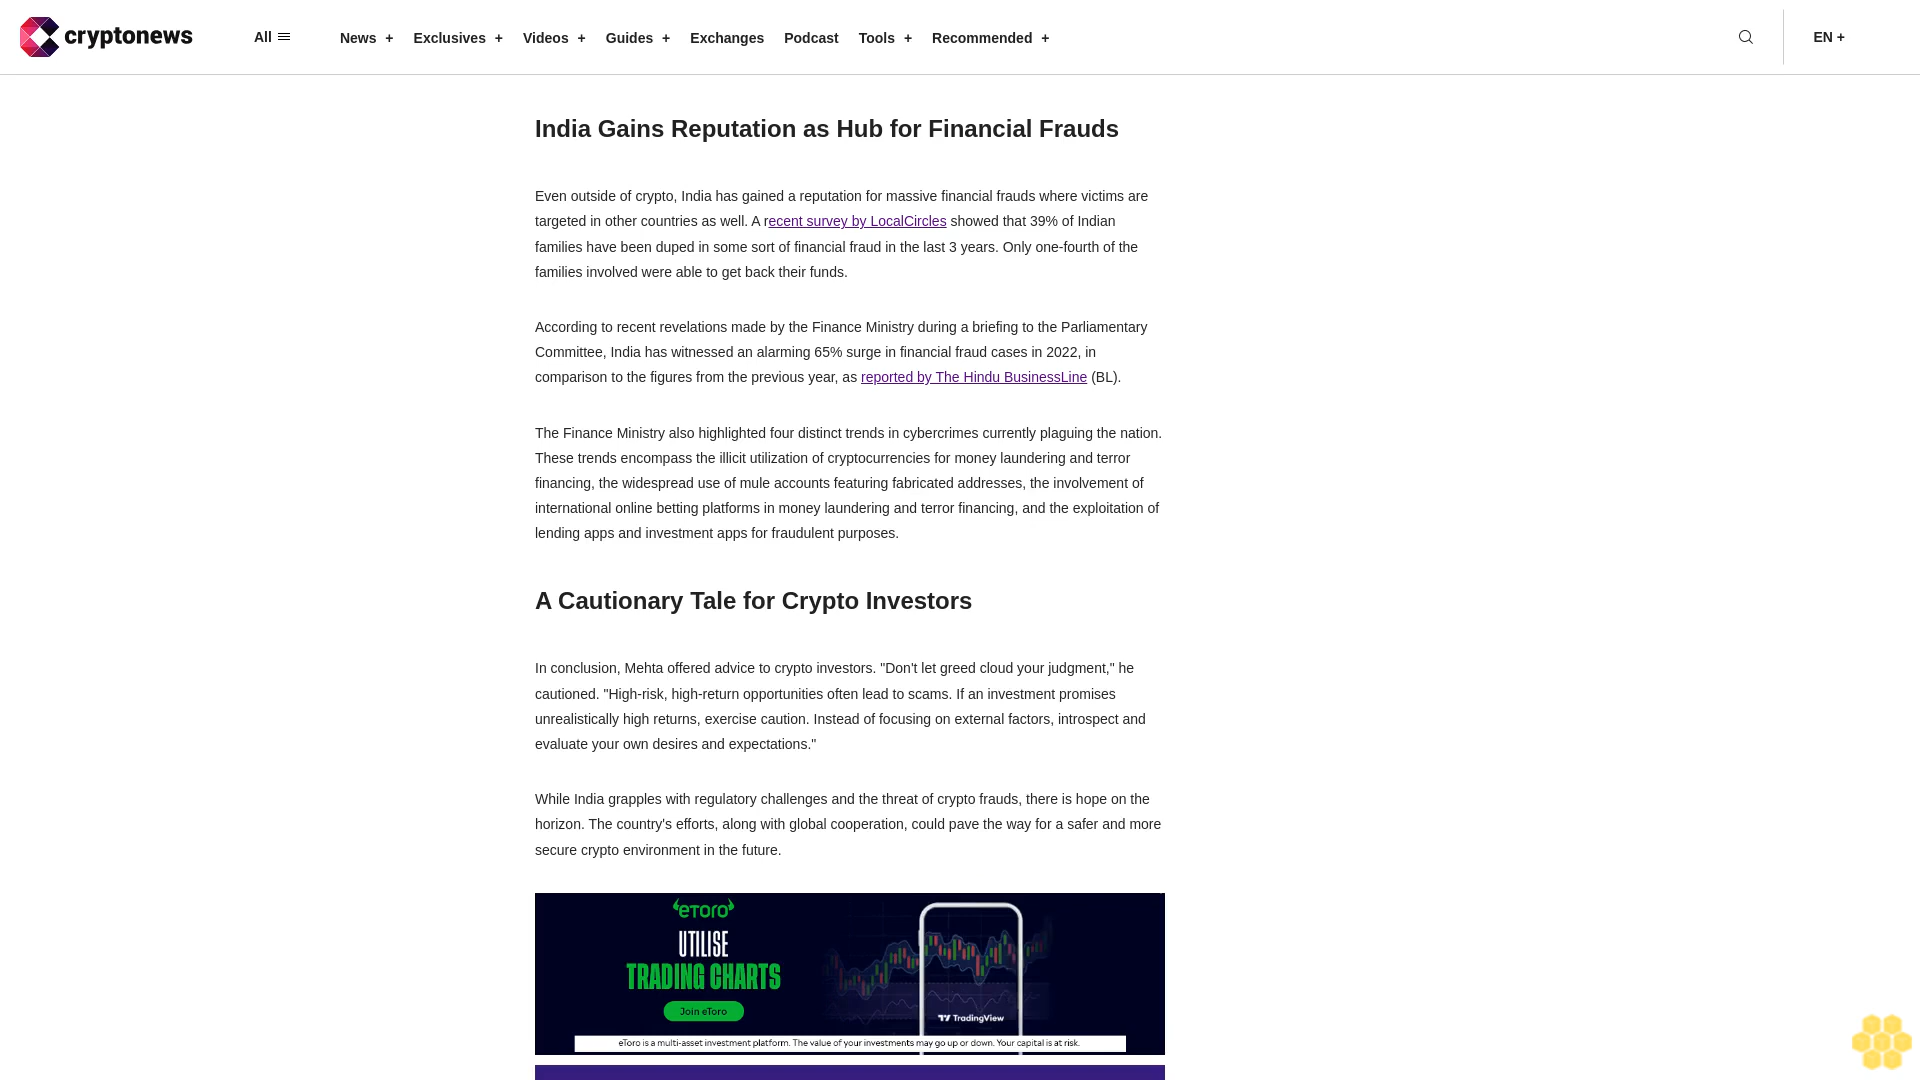 cryptonews
All
News +
Exclusives +
Videos +
Guides +
Exchanges
Podcast
Tools +
Recommended +
EN +
India Gains Reputation as Hub for Financial Frauds
Even outside of crypto, India has gained a reputation for massive financial frauds where victims are
targeted in other countries as well. A recent survey by LocalCircles showed that 39% of Indian
families have been duped in some sort of financial fraud in the last 3 years. Only one-fourth of the
families involved were able to get back their funds.
According to recent revelations made by the Finance Ministry during a briefing to the Parliamentary
Committee, India has witnessed an alarming 65% surge in financial fraud cases in 2022, in
comparison to the figures from the previous year, as reported by The Hindu BusinessLine (BL).
The Finance Ministry also highlighted four distinct trends in cybercrimes currently plaguing the nation.
These trends encompass the illicit utilization of cryptocurrencies for money laundering and terror
financing, the widespread use of mule accounts featuring fabricated addresses, the involvement of
international online betting platforms in money laundering and terror financing, and the exploitation of
lending apps and investment apps for fraudulent purposes.
A Cautionary Tale for Crypto Investors
In conclusion, Mehta offered advice to crypto investors. "Don't let greed cloud your judgment," he
cautioned. "High-risk, high-return opportunities often lead to scams. If an investment promises
unrealistically high returns, exercise caution. Instead of focusing on external factors, introspect and
evaluate your own desires and expectations."
While India grapples with regulatory challenges and the threat of crypto frauds, there is hope on the
horizon. The country's efforts, along with global cooperation, could pave the way for a safer and more
secure crypto environment in the future.
eToro
UTILISE
TRADING CHARTS
Join eToro
TradingView
eToro is a multi-asset investment platform. The value of your investments may go up or down. Your capital is at risk.